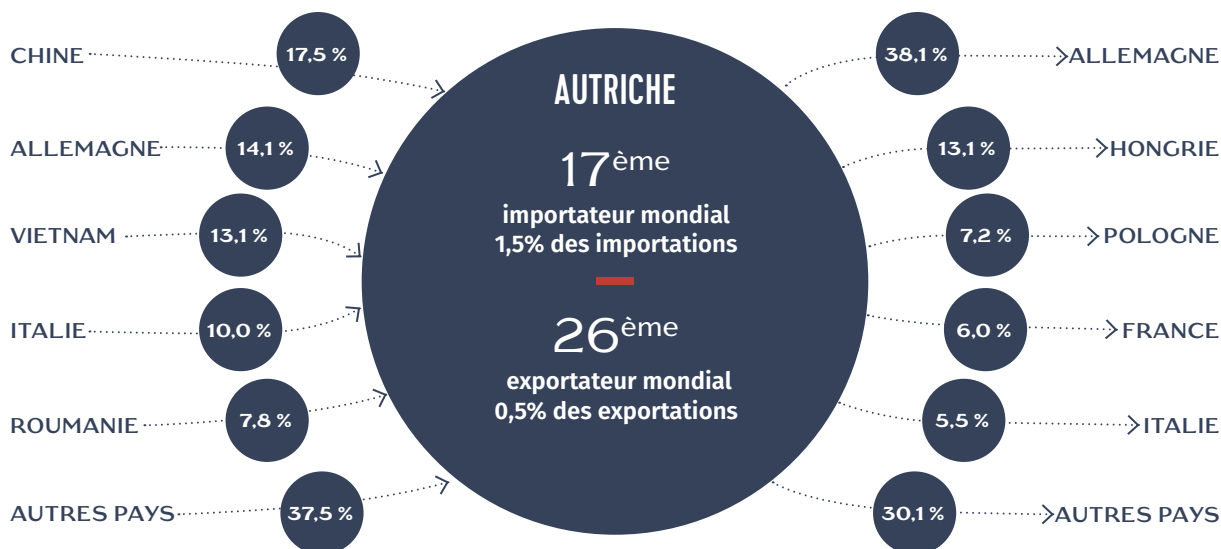 CHINE 17,5 %
ALLEMAGNE 14,1 %
VIETNAM 13,1 %
ITALIE 10,0 %
ROUMANIE 7,8 %
AUTRES PAYS 37,5 %
AUTRICHE
17ème
importateur mondial
1,5% des importations
26ème
exportateur mondial
0,5% des exportations
38,1 % ALLEMAGNE
13,1 % HONGRIE
7,2 % POLOGNE
6,0 % FRANCE
5,5 % ITALIE
30,1 % AUTRES PAYS